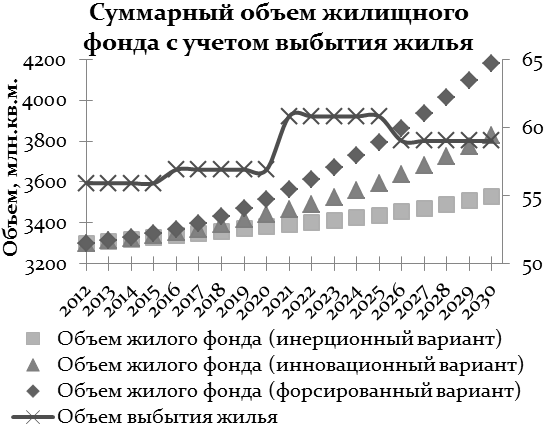 Суммарный объем жилищного
фонда с учетом выбытия жилья
Объем, млн.кв.м.
4200
4000
3800
3600
3400
3200
65
60
55
50
2012 2013 2014 2015 2016 2017 2018 2019 2020 2021 2022 2023 2024 2025 2026 2027 2028 2029 2030
Объем жилого фонда (инерционный вариант)
Объем жилого фонда (инновационный вариант)
Объем жилого фонда (форсированный вариант)
Объем выбытия жилья